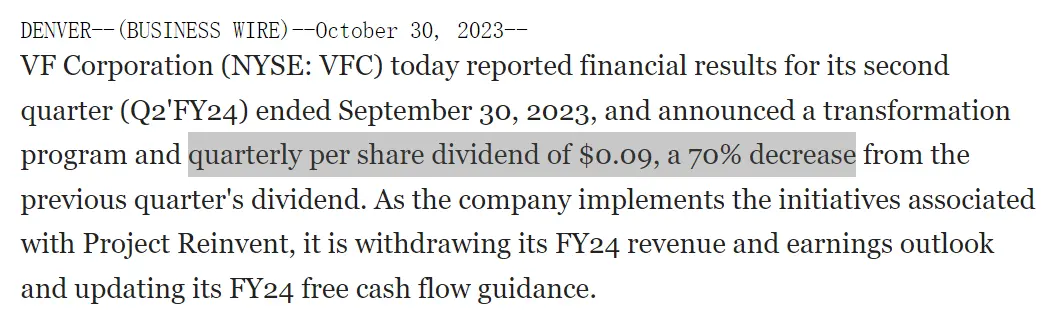 DENVER--(BUSINESS WIRE)--October 30, 2023--
VF Corporation (NYSE: VFC) today reported financial results for its second
quarter (Q2'FY24) ended September 30, 2023, and announced a transformation
program and quarterly per share dividend of $0.09, a 70% decrease from the
previous quarter's dividend. As the company implements the initiatives associated
with Project Reinvent, it is withdrawing its FY24 revenue and earnings outlook
and updating its FY24 free cash flow guidance.